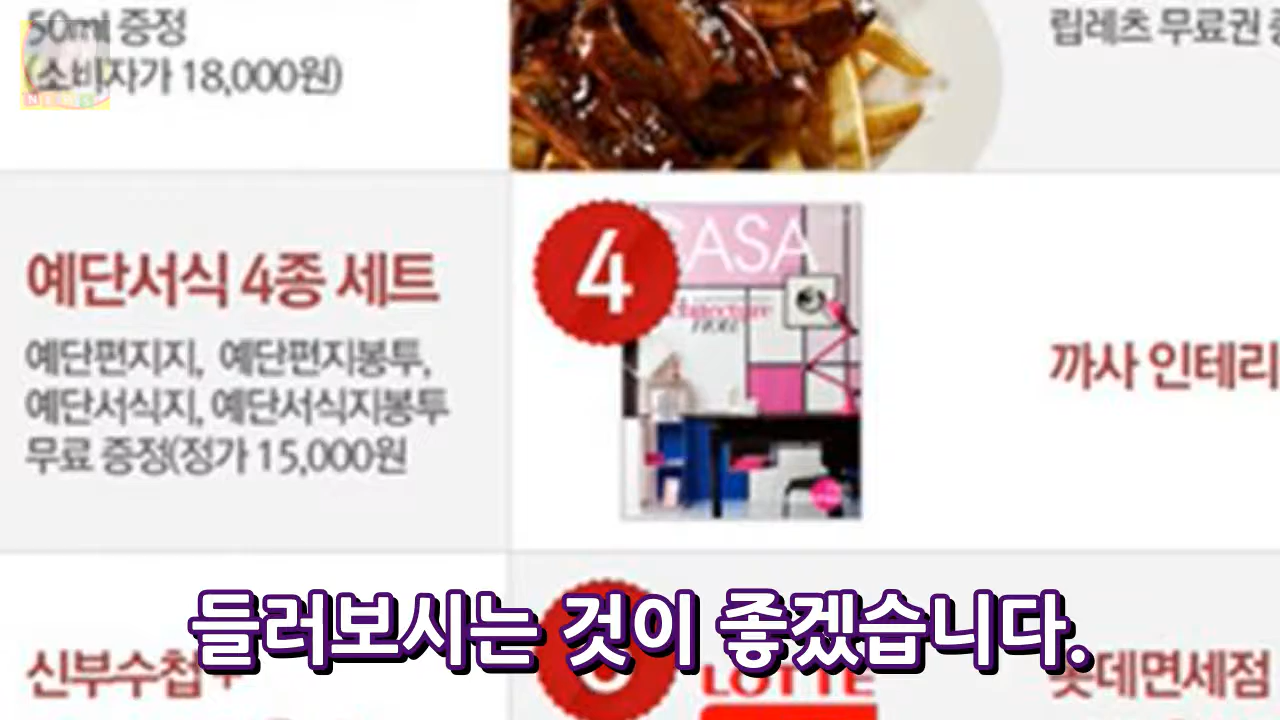 50ml 증정
(소비자가 18,000원)
NEWS
립레츠 무료권
예단서식 4종 세트
예단편지지, 예단편지봉투,
예단서식지, 예단서식지봉투
무료 증정(정가 15,000원
4
CASA
까사 인테리
들러보시는 것이 좋겠습니다.
신부수첩
LOTTE
롯데면세점